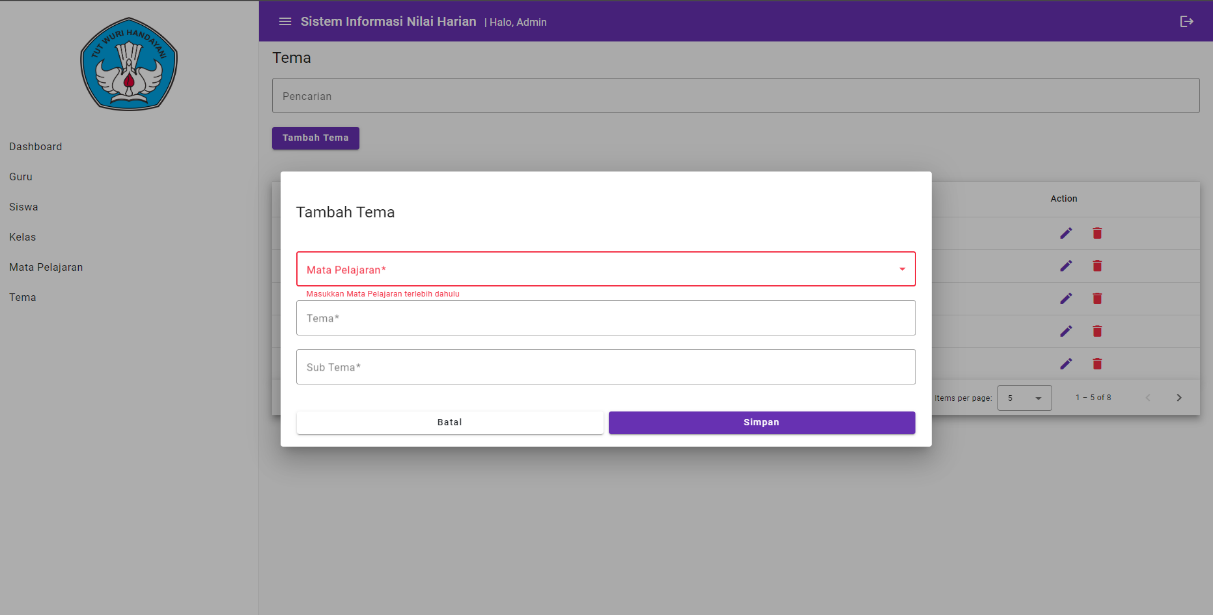 TUT WURI HANDAYANI
Sistem Informasi Nilai Harian | Halo, Admin
Dashboard
Guru
Siswa
Kelas
Mata Pelajaran
Tema
Tema
Pencarian
Tambah Tema
Action
Tambah Tema
Mata Pelajaran*
Masukkan Mata Pelajaran terlebih dahulu
Tema*
Sub Tema*
Batal
Simpan
Items per page:
5
1 – 5 of 8